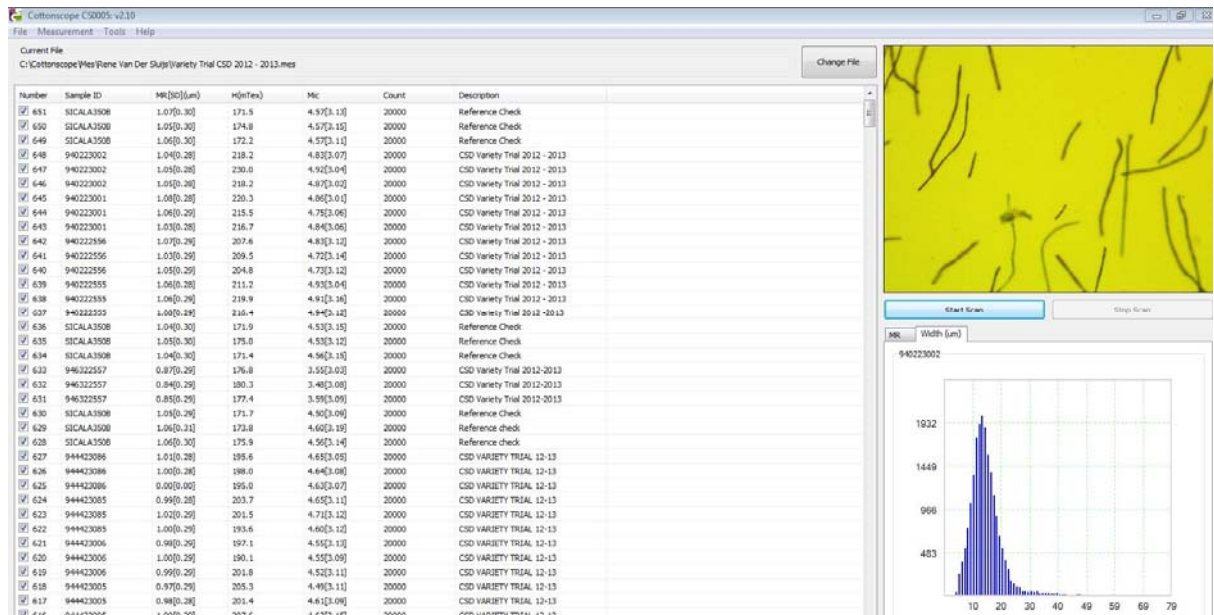 Cottonscope CS0005: v2.10
File Measurement Tools Help
Current File
C:\Cottonscope\Mes\Rene Van Der Sluijs\Variety Trial CSD 2012 - 2013.mes
Change File
Number Sample ID MR[SD](um) H(mTex) Mic Count Description
651 SICALA350B 1.07[0.30] 171.5 4.57[3.13] 20000 Reference Check
650 SICALA350B 1.05[0.30] 174.8 4.57[3.15] 20000 Reference Check
649 SICALA350B 1.06[0.30] 172.2 4.57[3.11] 20000 Reference Check
648 940223002 1.04[0.28] 218.2 4.83[3.07] 20000 CSD Variety Trial 2012 - 2013
647 940223002 1.05[0.28] 230.0 4.92[3.04] 20000 CSD Variety Trial 2012 - 2013
646 940223002 1.05[0.28] 218.2 4.87[3.02] 20000 CSD Variety Trial 2012 - 2013
645 940223001 1.08[0.28] 220.3 4.86[3.01] 20000 CSD Variety Trial 2012 - 2013
644 940223001 1.06[0.29] 215.5 4.75[3.06] 20000 CSD Variety Trial 2012 - 2013
643 940223001 1.03[0.28] 216.7 4.84[3.06] 20000 CSD Variety Trial 2012 - 2013
642 940222556 1.07[0.29] 207.6 4.83[3.12] 20000 CSD Variety Trial 2012 - 2013
641 940222556 1.03[0.29] 209.5 4.72[3.14] 20000 CSD Variety Trial 2012 - 2013
640 940222556 1.05[0.29] 204.8 4.73[3.12] 20000 CSD Variety Trial 2012 - 2013
639 940222555 1.06[0.28] 211.2 4.93[3.04] 20000 CSD Variety Trial 2012 - 2013
638 940222555 1.06[0.29] 219.9 4.91[3.16] 20000 CSD Variety Trial 2012 - 2013
637 940222555 1.08[0.29] 216.4 4.94[3.12] 20000 CSD Variety Trial 2012 -2013
636 SICALA350B 1.04[0.30] 171.9 4.53[3.15] 20000 Reference Check
635 SICALA350B 1.05[0.30] 175.0 4.53[3.12] 20000 Reference Check
634 SICALA350B 1.04[0.30] 171.4 4.56[3.15] 20000 Reference Check
633 946322557 0.87[0.29] 176.8 3.55[3.03] 20000 CSD Variety Trial 2012-2013
632 946322557 0.84[0.29] 180.3 3.48[3.08] 20000 CSD Variety Trial 2012-2013
631 946322557 0.85[0.29] 177.4 3.59[3.09] 20000 CSD Variety Trial 2012-2013
630 SICALA350B 1.05[0.29] 171.7 4.50[3.09] 20000 Reference Check
629 SICALA350B 1.06[0.31] 173.8 4.60[3.19] 20000 Reference check
628 SICALA350B 1.06[0.30] 175.9 4.56[3.14] 20000 Reference check
627 944423086 1.01[0.28] 195.6 4.65[3.05] 20000 CSD VARIETY TRIAL 12-13
626 944423086 1.00[0.28] 198.0 4.64[3.08] 20000 CSD VARIETY TRIAL 12-13
625 944423086 0.00[0.00] 195.0 4.63[3.07] 20000 CSD VARIETY TRIAL 12-13
624 944423085 0.99[0.28] 203.7 4.65[3.11] 20000 CSD VARIETY TRIAL 12-13
623 944423085 1.02[0.29] 201.5 4.71[3.12] 20000 CSD VARIETY TRIAL 12-13
622 944423085 1.00[0.29] 193.6 4.60[3.12] 20000 CSD VARIETY TRIAL 12-13
621 944423006 0.98[0.29] 197.1 4.55[3.13] 20000 CSD VARIETY TRIAL 12-13
620 944423006 1.00[0.29] 190.1 4.55[3.09] 20000 CSD VARIETY TRIAL 12-13
619 944423006 0.99[0.29] 201.8 4.52[3.11] 20000 CSD VARIETY TRIAL 12-13
618 944423005 0.97[0.29] 205.3 4.49[3.11] 20000 CSD VARIETY TRIAL 12-13
617 944423005 0.98[0.28] 201.4 4.61[3.09] 20000 CSD VARIETY TRIAL 12-13
Start Scan Stop Scan
MR Width (um)
940223002
1932
1449
966
483
10 20 30 40 49 59 69 79